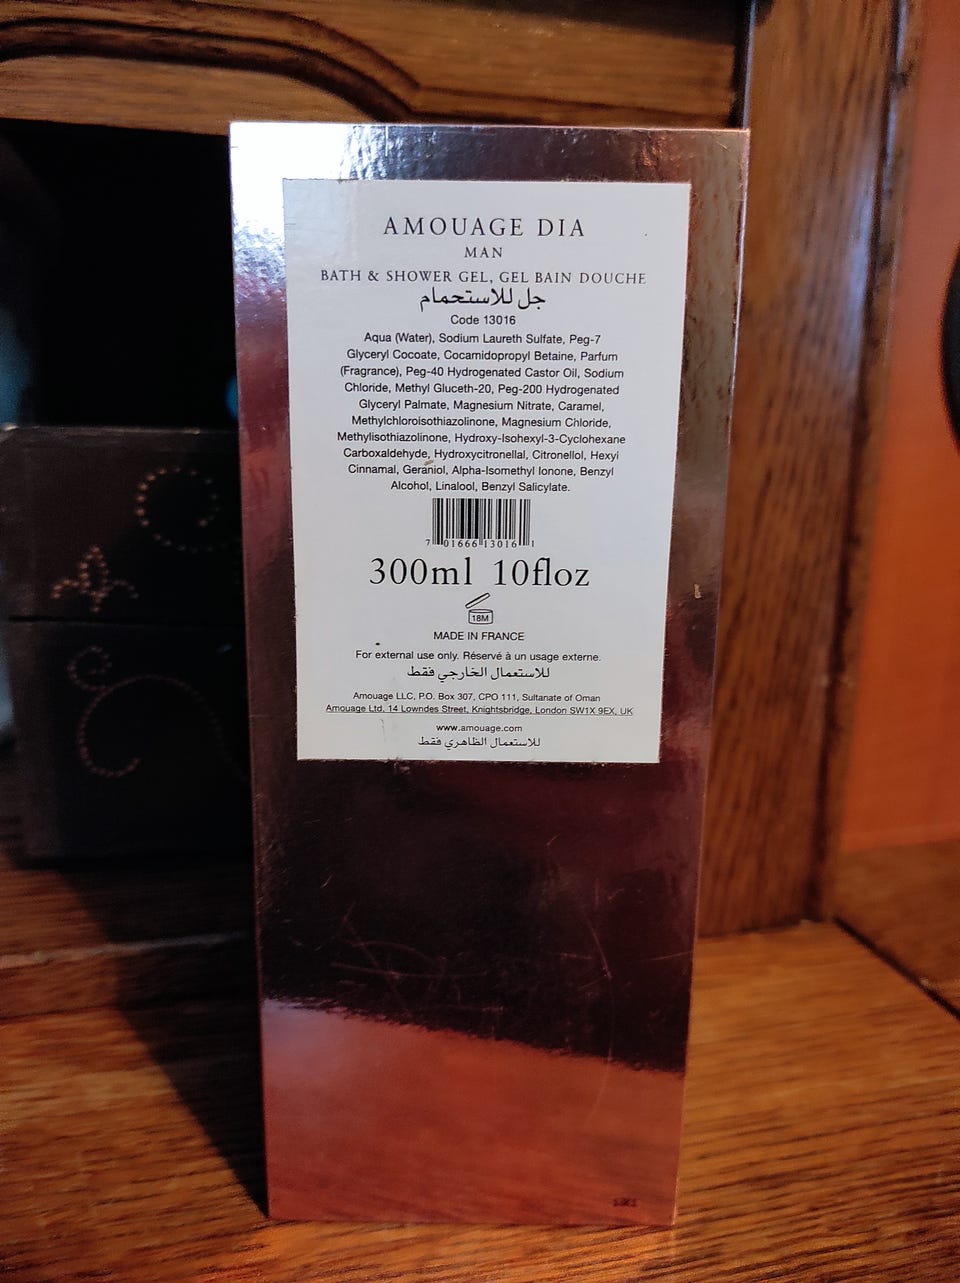 AMOUAGE DIA
MAN
BATH & SHOWER GEL, GEL BAIN DOUCHE
جل للاستحمام
Code 13016
Aqua (Water), Sodium Laureth Sulfate, Peg-7
Glyceryl Cocoate, Cocamidopropyl Betaine, Parfum
(Fragrance), Peg-40 Hydrogenated Castor Oil, Sodium
Chloride, Methyl Gluceth-20, Peg-200 Hydrogenated
Glyceryl Palmate, Magnesium Nitrate, Caramel,
Methylchloroisothiazolinone, Magnesium Chloride,
Methylisothiazolinone, Hydroxy-Isohexyl-3-Cyclohexane
Carboxaldehyde, Hydroxycitronellal, Citronellol, Hexyl
Cinnamal, Geraniol, Alpha-Isomethyl Ionone, Benzyl
Alcohol, Linalool, Benzyl Salicylate.
7 01666 13016 1
300ml 10floz
18M
MADE IN FRANCE
For external use only. Réservé à un usage externe.
للاستعمال الخارجي فقط
Amouage LLC, P.O. Box 307, CPO 111, Sultanate of Oman
Amouage Ltd, 14 Lowndes Street, Knightsbridge, London SW1X 9EX, UK
www.amouage.com
للاستعمال الظاهري فقط